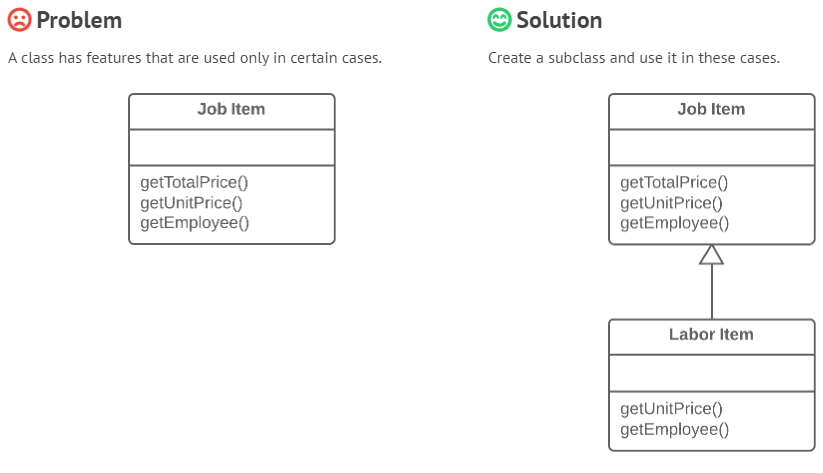 Problem
A class has features that are used only in certain cases.
Job Item
getTotalPrice()
getUnitPrice()
getEmployee()
Solution
Create a subclass and use it in these cases.
Job Item
getTotalPrice()
getUnitPrice()
getEmployee()
Labor Item
getUnitPrice()
getEmployee()